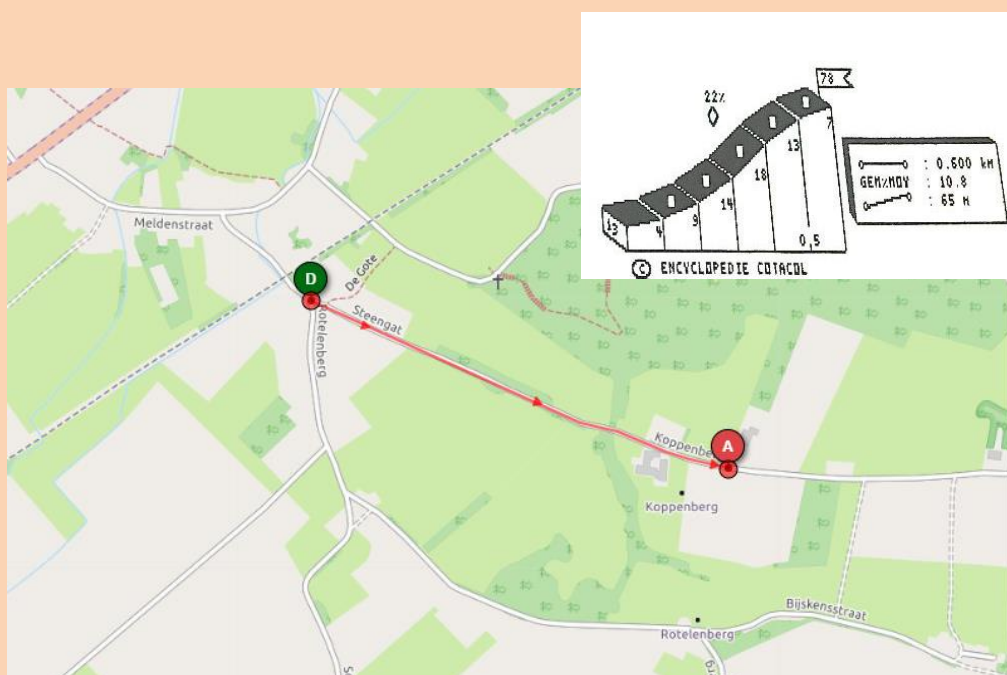 78
22%
7
13
18
14
9
4
13
0,5
: 0.600 kM
GEM%MOY : 10.8
: 65 M
© ENCYCLOPEDIE COTACOL
Meldenstraat
D
De Gote
Steengat
Rotelenberg
Koppenbe
A
Koppenberg
Bijskensstraat
Rotelenberg